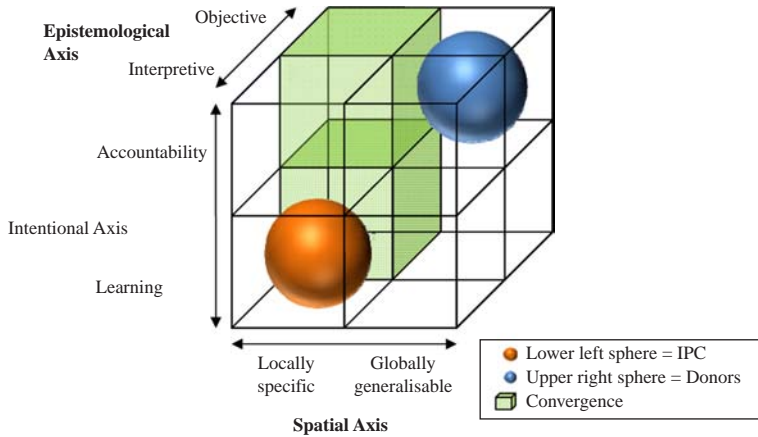 Objective
Epistemological
Axis
Interpretive
Accountability
Intentional Axis
Learning
Locally
specific
Globally
generalisable
Spatial Axis
Lower left sphere = IPC
Upper right sphere = Donors
Convergence